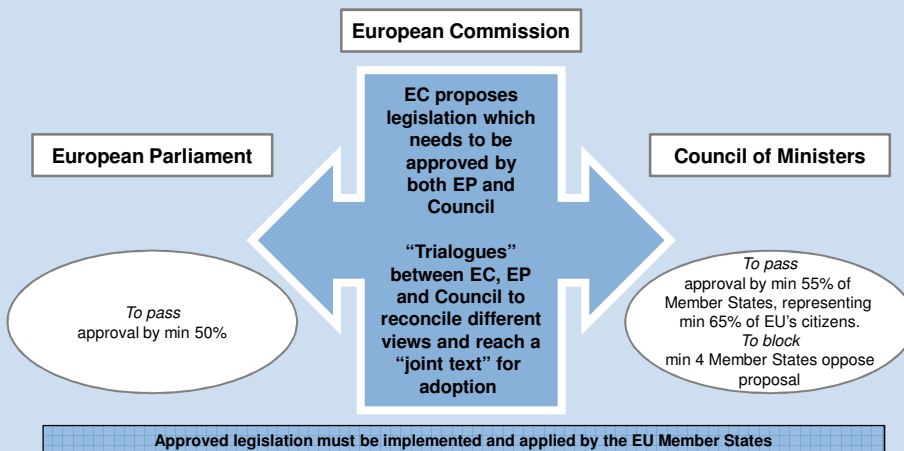 European Commission
EC proposes
legislation which
needs to be
approved by
both EP and
Council
“Trialogues”
between EC, EP
and Council to
reconcile different
views and reach a
“joint text” for
adoption
European Parliament
To pass
approval by min 50%
Council of Ministers
To pass
approval by min 55% of
Member States, representing
min 65% of EU’s citizens.
To block
min 4 Member States oppose
proposal
Approved legislation must be implemented and applied by the EU Member States